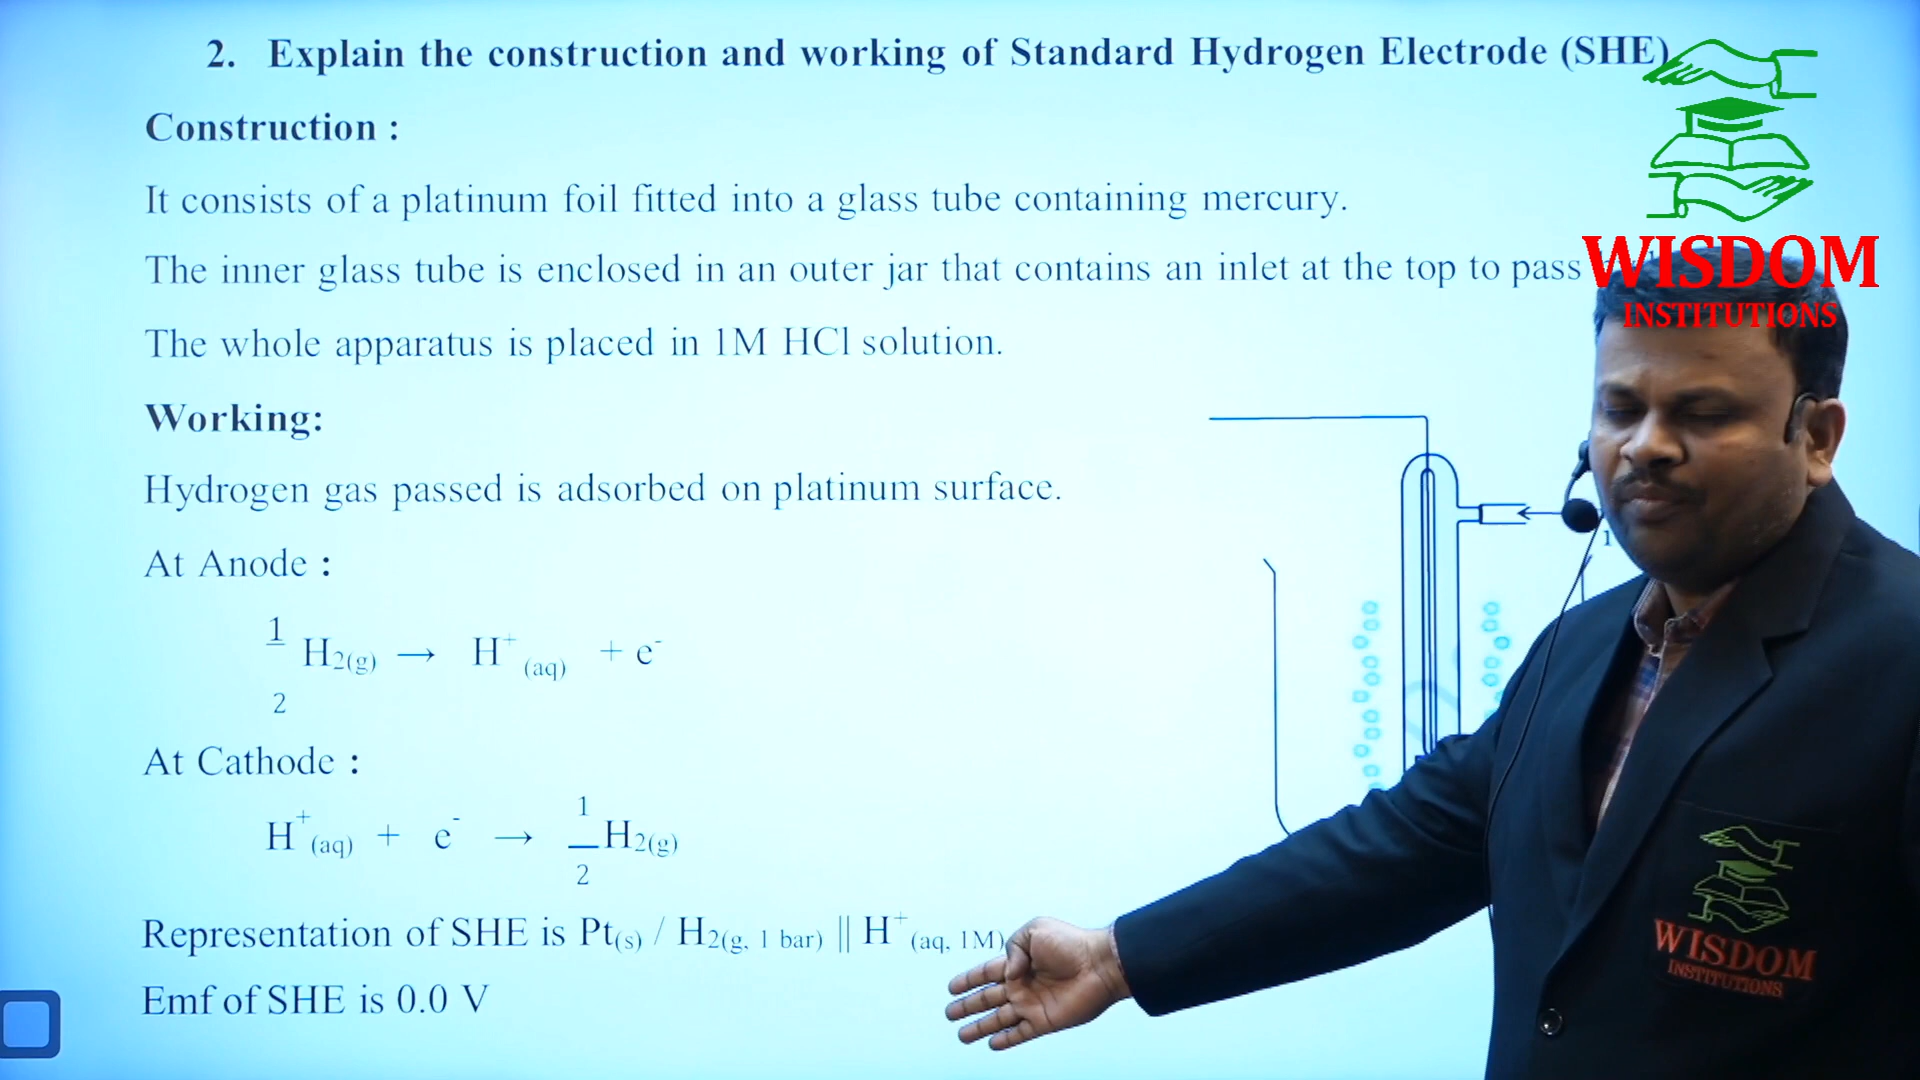 2. Explain the construction and working of Standard Hydrogen Electrode (SHE)
Construction :
It consists of a platinum foil fitted into a glass tube containing mercury.
The inner glass tube is enclosed in an outer jar that contains an inlet at the top to pass
The whole apparatus is placed in 1M HCl solution.
Working:
Hydrogen gas passed is adsorbed on platinum surface.
At Anode :
1/2 H₂(g) → H⁺(aq) + e⁻
At Cathode :
H⁺(aq) + e⁻ → 1/2 H₂(g)
Representation of SHE is Pt(s) / H₂(g, 1 bar) || H⁺(aq, 1M)
Emf of SHE is 0.0 V
WISDOM
INSTITUTIONS
1
WISDOM
INSTITUTIONS